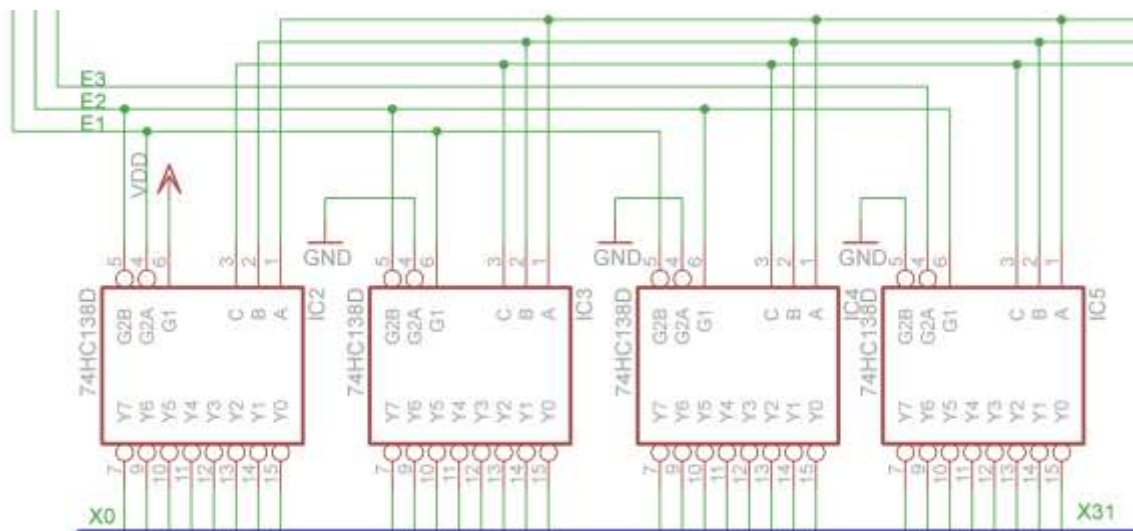 E3
E2
E1
VDD
GND
GND
GND
5 4 6 3 2 1
5 4 6 3 2 1
5 4 6 3 2 1
5 4 6 3 2 1
74HC138D
G2B G2A G1 C B A
IC2
Y7 Y6 Y5 Y4 Y3 Y2 Y1 Y0
7 9 10 11 12 13 14 15
74HC138D
G2B G2A G1 C B A
IC3
Y7 Y6 Y5 Y4 Y3 Y2 Y1 Y0
7 9 10 11 12 13 14 15
74HC138D
G2B G2A G1 C B A
IC4
Y7 Y6 Y5 Y4 Y3 Y2 Y1 Y0
7 9 10 11 12 13 14 15
74HC138D
G2B G2A G1 C B A
IC5
Y7 Y6 Y5 Y4 Y3 Y2 Y1 Y0
7 9 10 11 12 13 14 15
X0
X31